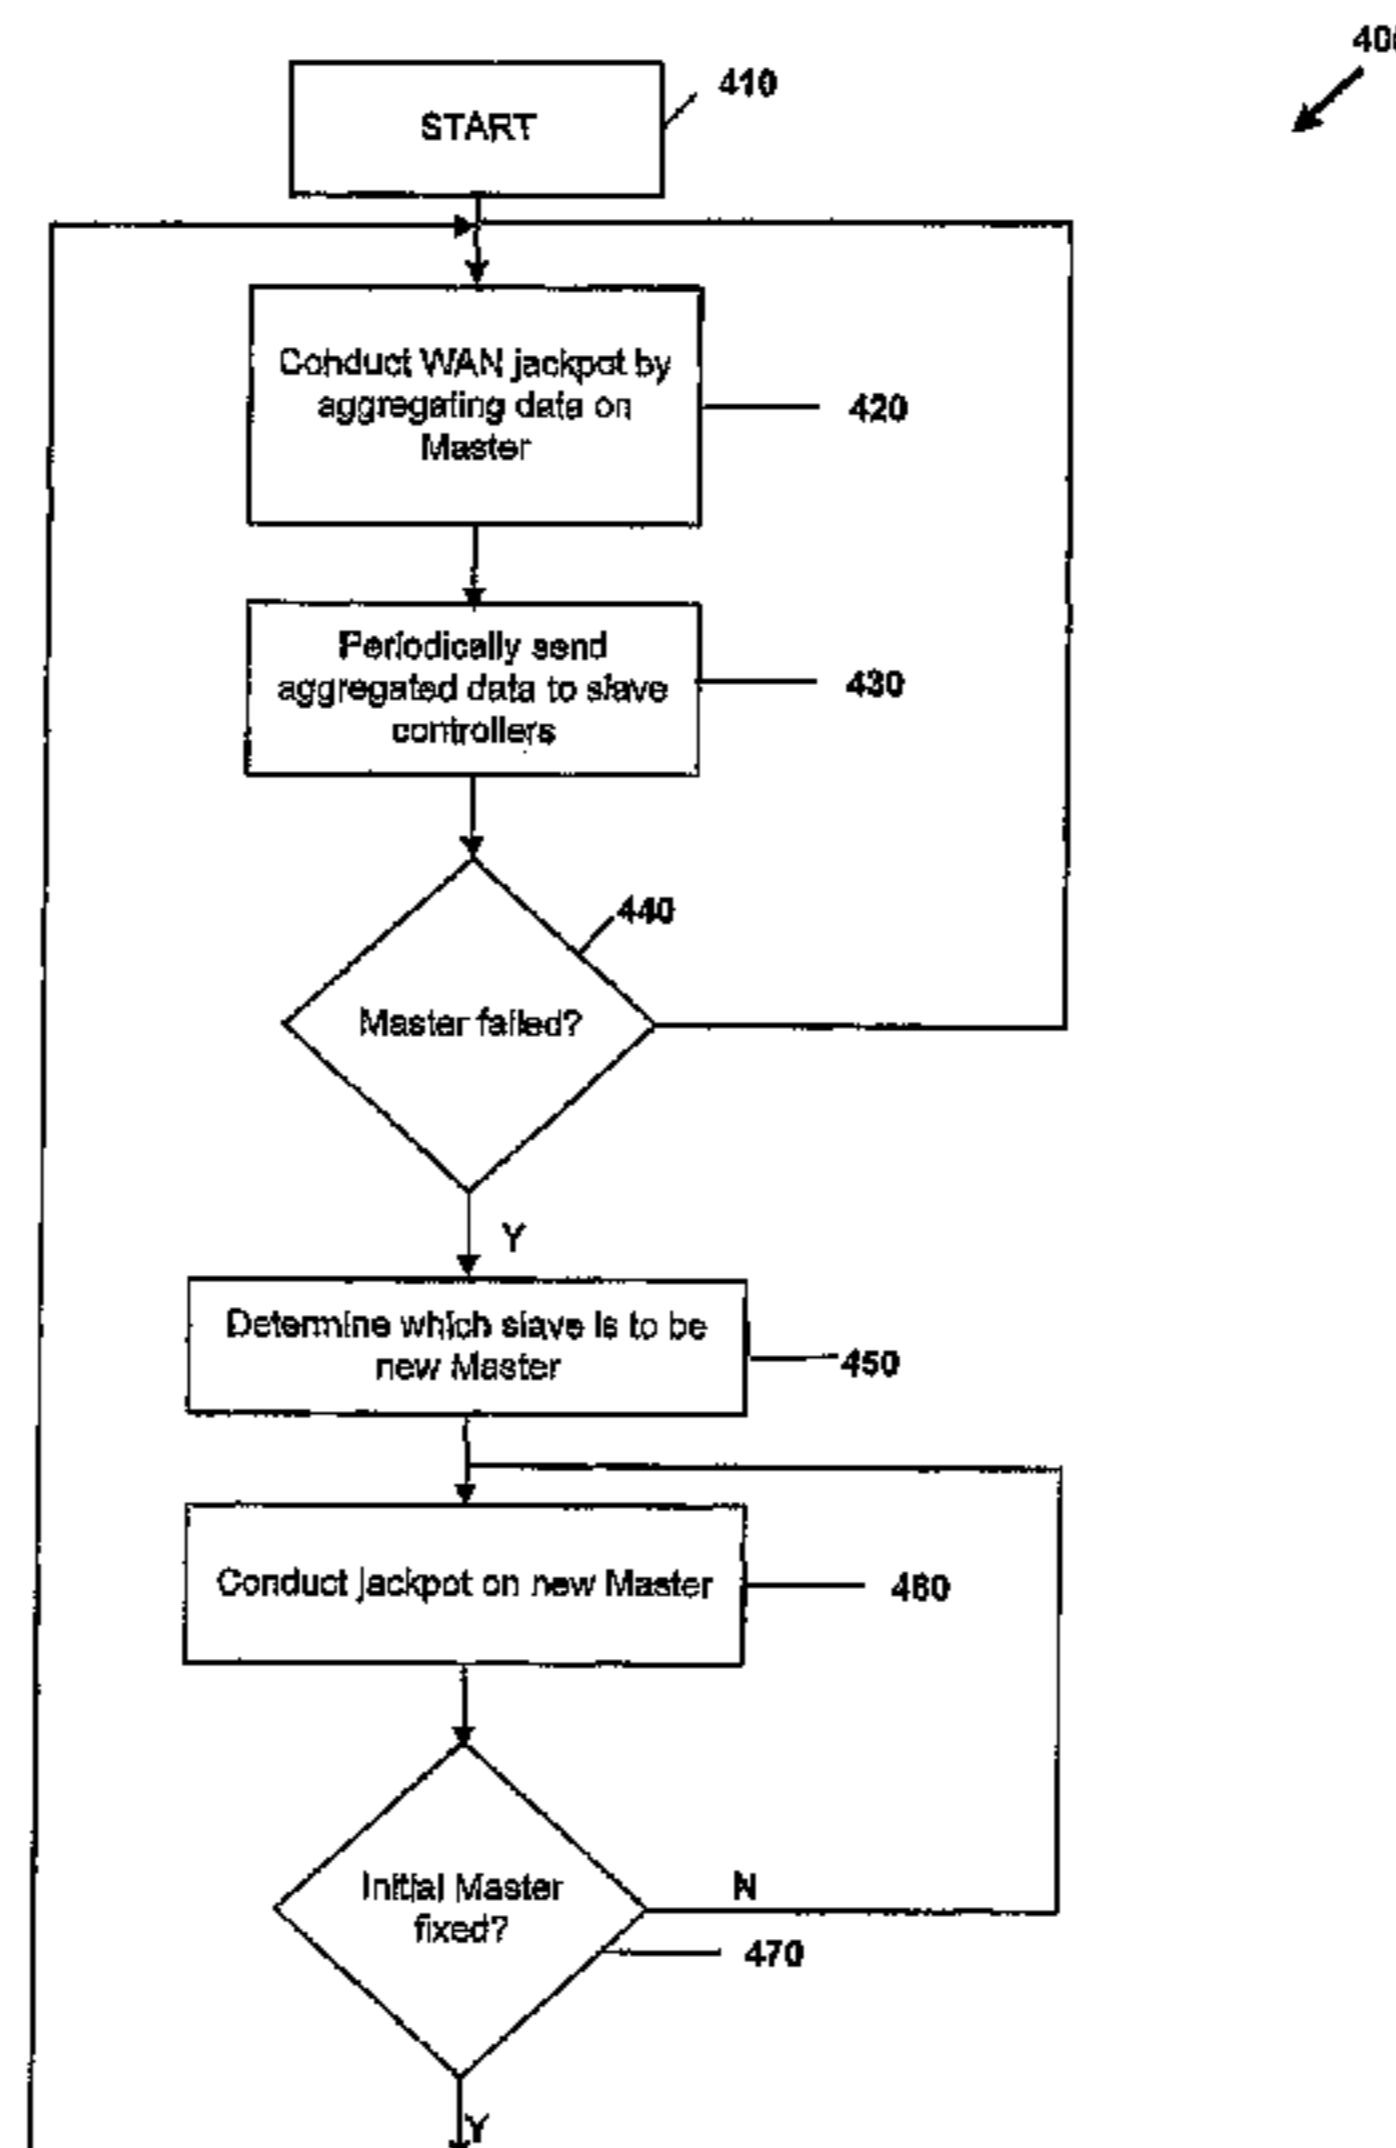 400
START
410
Conduct WAN jackpot by
aggregating data on
Master
420
Periodically send
aggregated data to slave
controllers
430
440
Master failed?
Y
Determine which slave is to be
new Master
450
Conduct jackpot on new Master
460
Initial Master
fixed?
N
470
Y